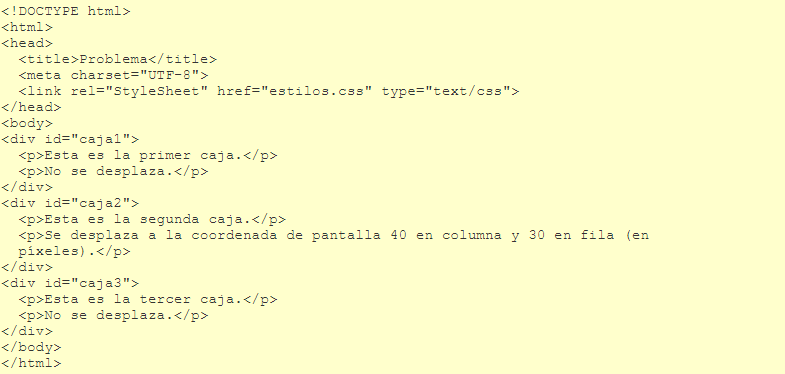 <!DOCTYPE html>
<html>
<head>
  <title>Problema</title>
  <meta charset="UTF-8">
  <link rel="StyleSheet" href="estilos.css" type="text/css">
</head>
<body>
<div id="caja1">
  <p>Esta es la primer caja.</p>
  <p>No se desplaza.</p>
</div>
<div id="caja2">
  <p>Esta es la segunda caja.</p>
  <p>Se desplaza a la coordenada de pantalla 40 en columna y 30 en fila (en
  píxeles).</p>
</div>
<div id="caja3">
  <p>Esta es la tercer caja.</p>
  <p>No se desplaza.</p>
</div>
</body>
</html>